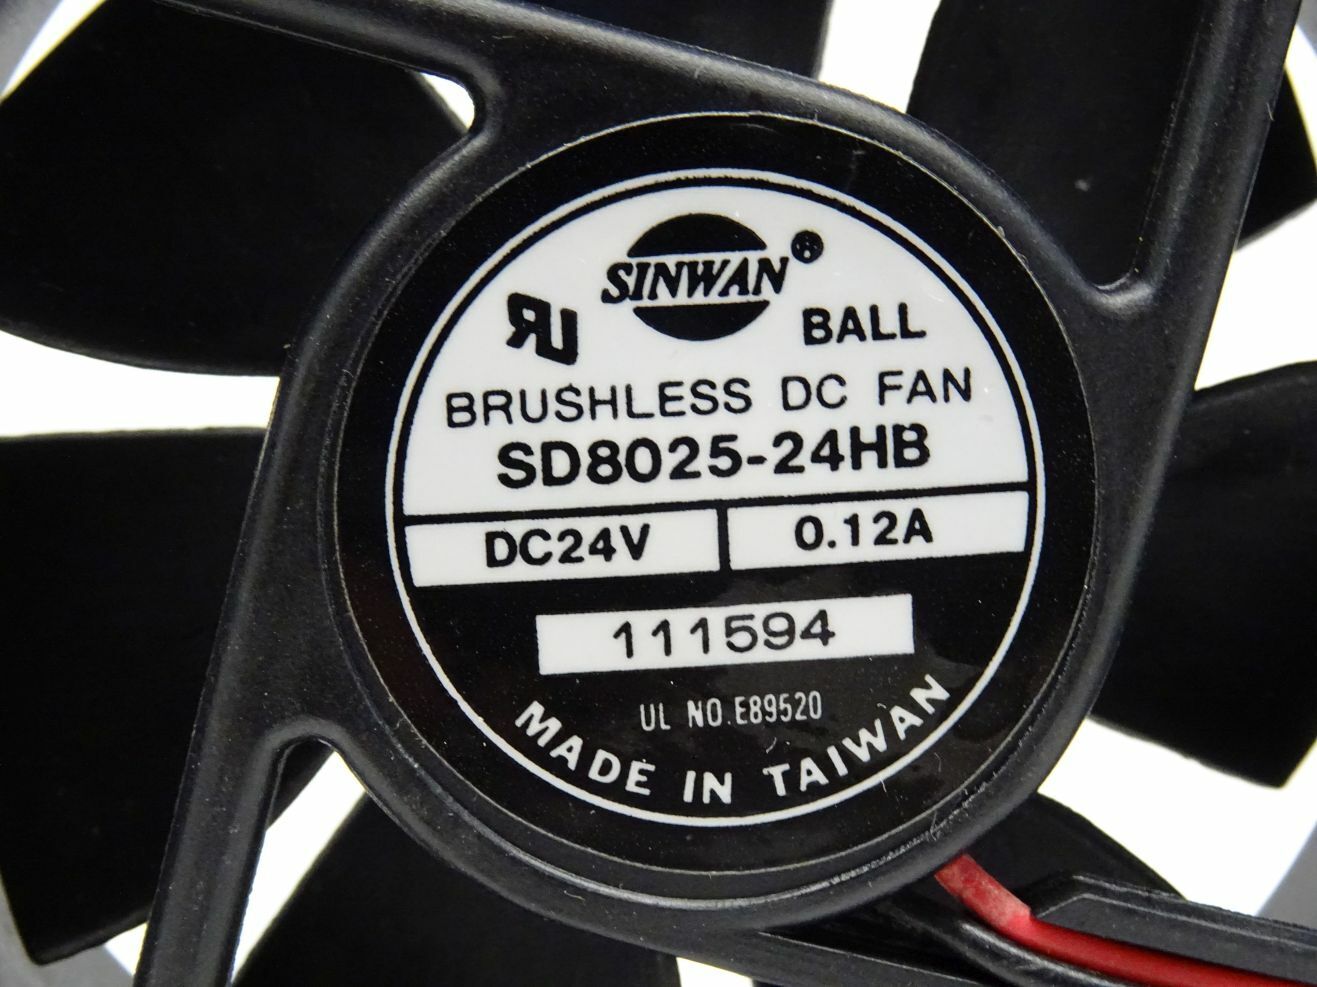 SINWAN®
BALL
BRUSHLESS DC FAN
SD8025-24HB
DC24V 0.12A
111594
UL NO.E89520
MADE IN TAIWAN